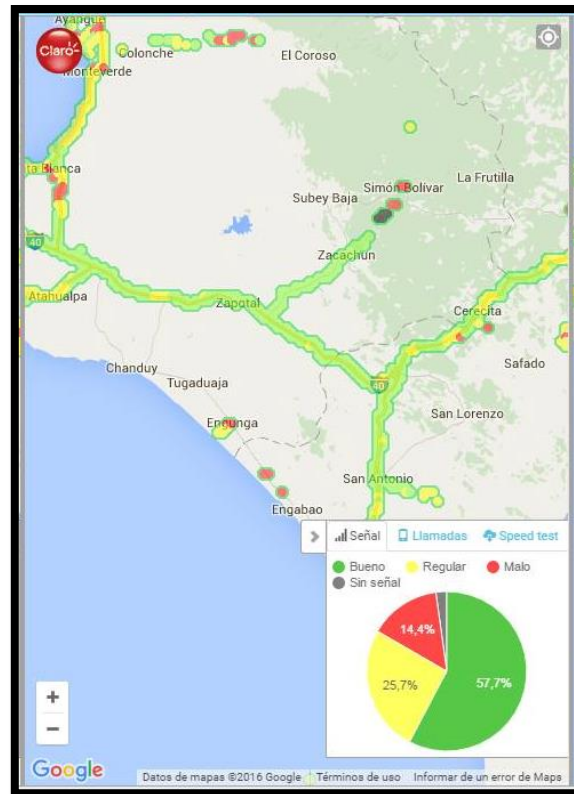 Ayangue
Claro
Colonche
El Coroso
Monteverde
ta Blanca
Simón Bolívar
La Frutilla
Subey Baja
Zacachún
40
Atahualpa
Zapotal
Cerecita
Chanduy
Safado
Tugaduaja
40
San Lorenzo
Engunga
San Antonio
Engabao
Señal
Llamadas
Speed test
Bueno
Regular
Malo
Sin señal
14,4%
25,7%
57,7%
+
−
Google
Datos de mapas ©2016 Google
Términos de uso
Informar de un error de Maps